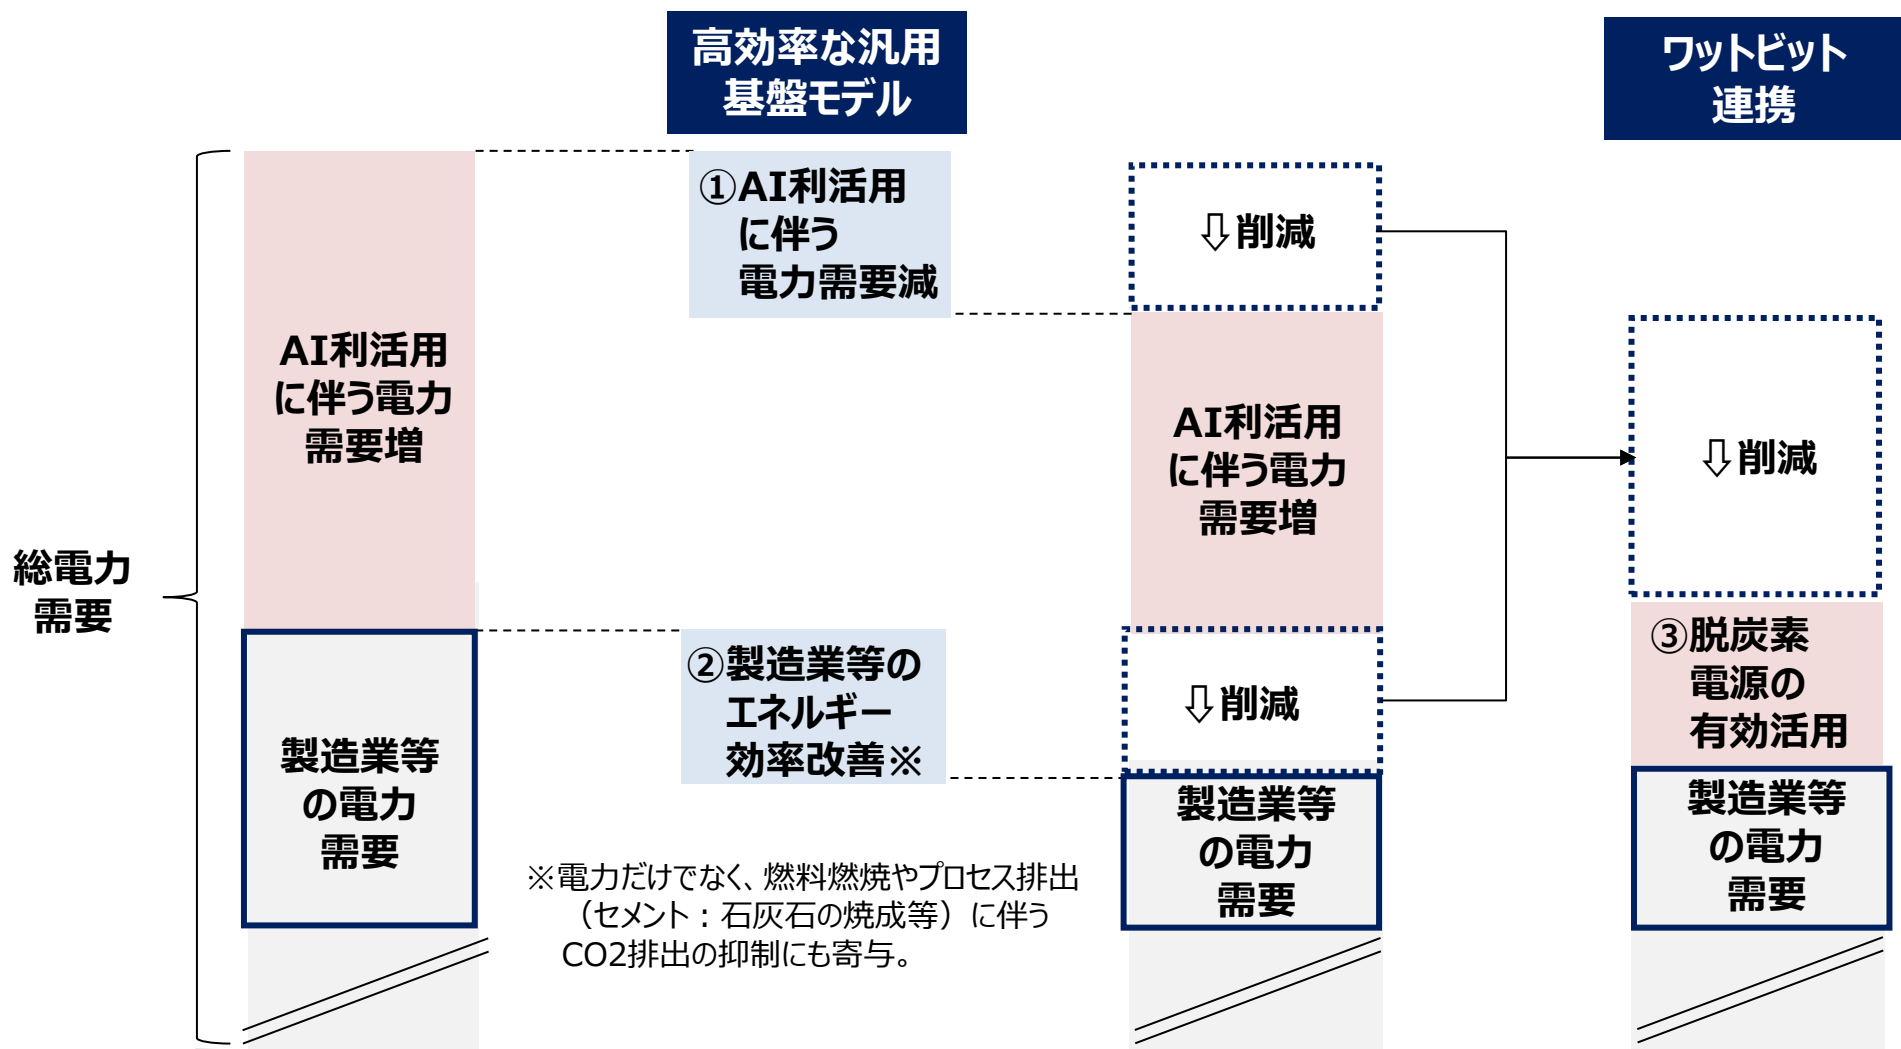 高効率な汎用
基盤モデル
ワットビット
連携
総電力
需要
AI利活用
に伴う電力
需要増
製造業等
の電力
需要
①AI利活用
に伴う
電力需要減
②製造業等の
エネルギー
効率改善※
※電力だけでなく、燃料燃焼やプロセス排出
（セメント：石灰石の焼成等）に伴う
CO2排出の抑制にも寄与。
⇩削減
AI利活用
に伴う電力
需要増
⇩削減
製造業等
の電力
需要
⇩削減
③脱炭素
電源の
有効活用
製造業等
の電力
需要